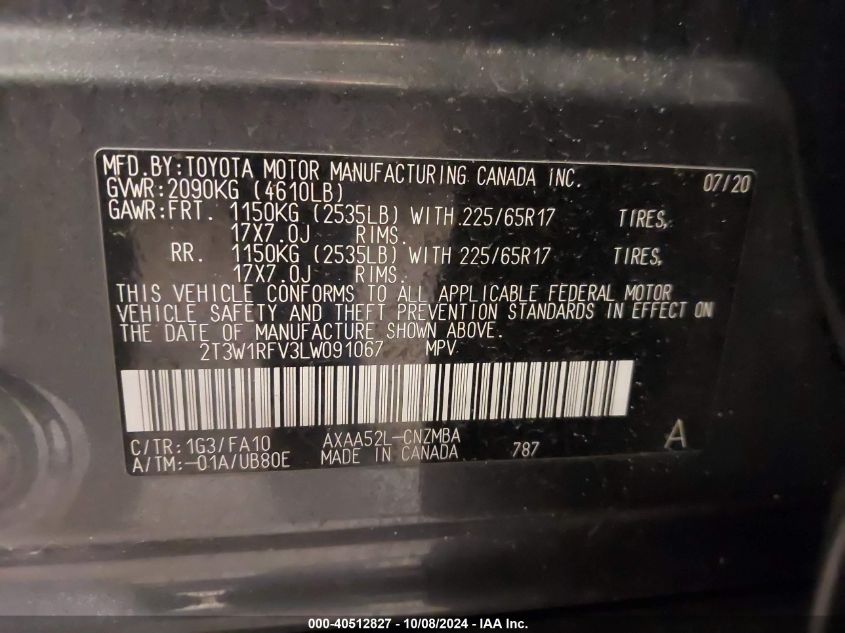 MFD.BY:TOYOTA MOTOR MANUFACTURING CANADA INC. 07/20
GVWR:2090KG (4610LB)
GAWR:FRT. 1150KG (2535LB) WITH 225/65R17 TIRES,
17X7.0J RIMS.
RR. 1150KG (2535LB) WITH 225/65R17 TIRES,
17X7.0J RIMS.
THIS VEHICLE CONFORMS TO ALL APPLICABLE FEDERAL MOTOR
VEHICLE SAFETY AND THEFT PREVENTION STANDARDS IN EFFECT ON
THE DATE OF MANUFACTURE SHOWN ABOVE.
2T3W1RFV3LW091067 MPV
C/TR:1G3/FA10 AXAA52L-CNZMBA A
A/TM:-01A/UB80E MADE IN CANADA 787
000-40512827 - 10/08/2024 - IAA Inc.